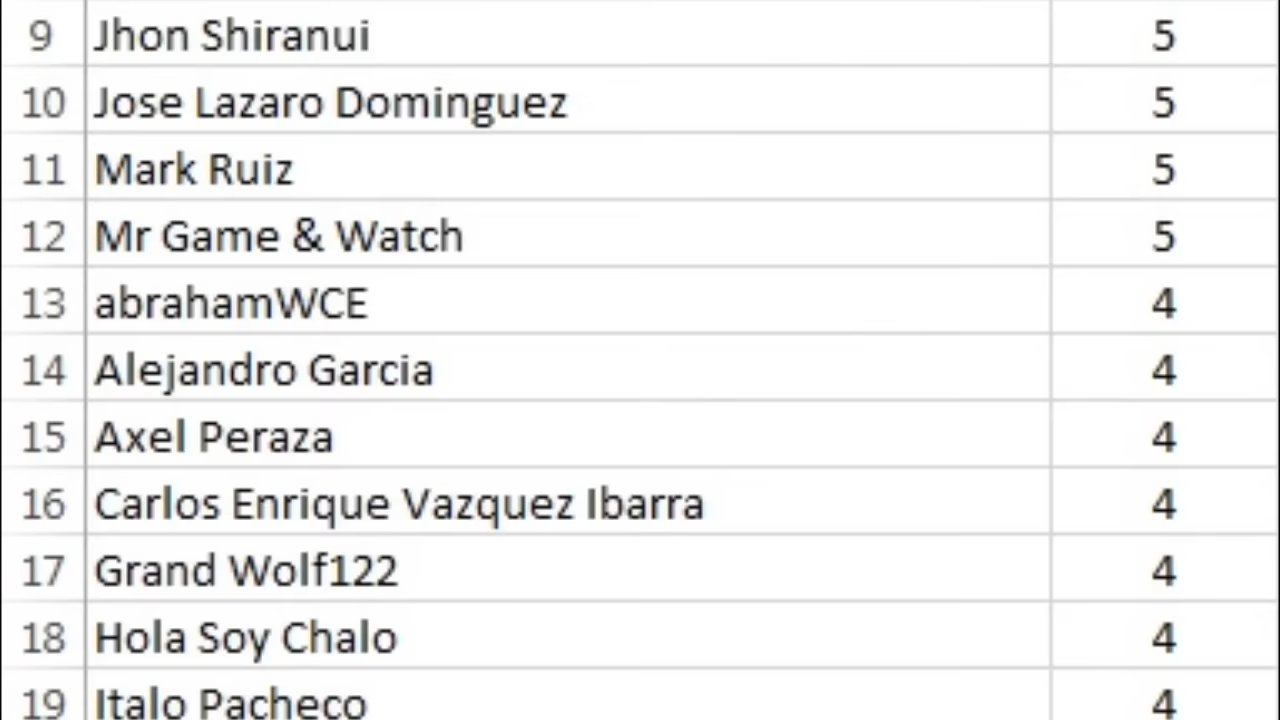 9 Jhon Shiranui 5
10 Jose Lazaro Dominguez 5
11 Mark Ruiz 5
12 Mr Game & Watch 5
13 abrahamWCE 4
14 Alejandro Garcia 4
15 Axel Peraza 4
16 Carlos Enrique Vazquez Ibarra 4
17 Grand Wolf122 4
18 Hola Soy Chalo 4
19 Italo Pacheco 4